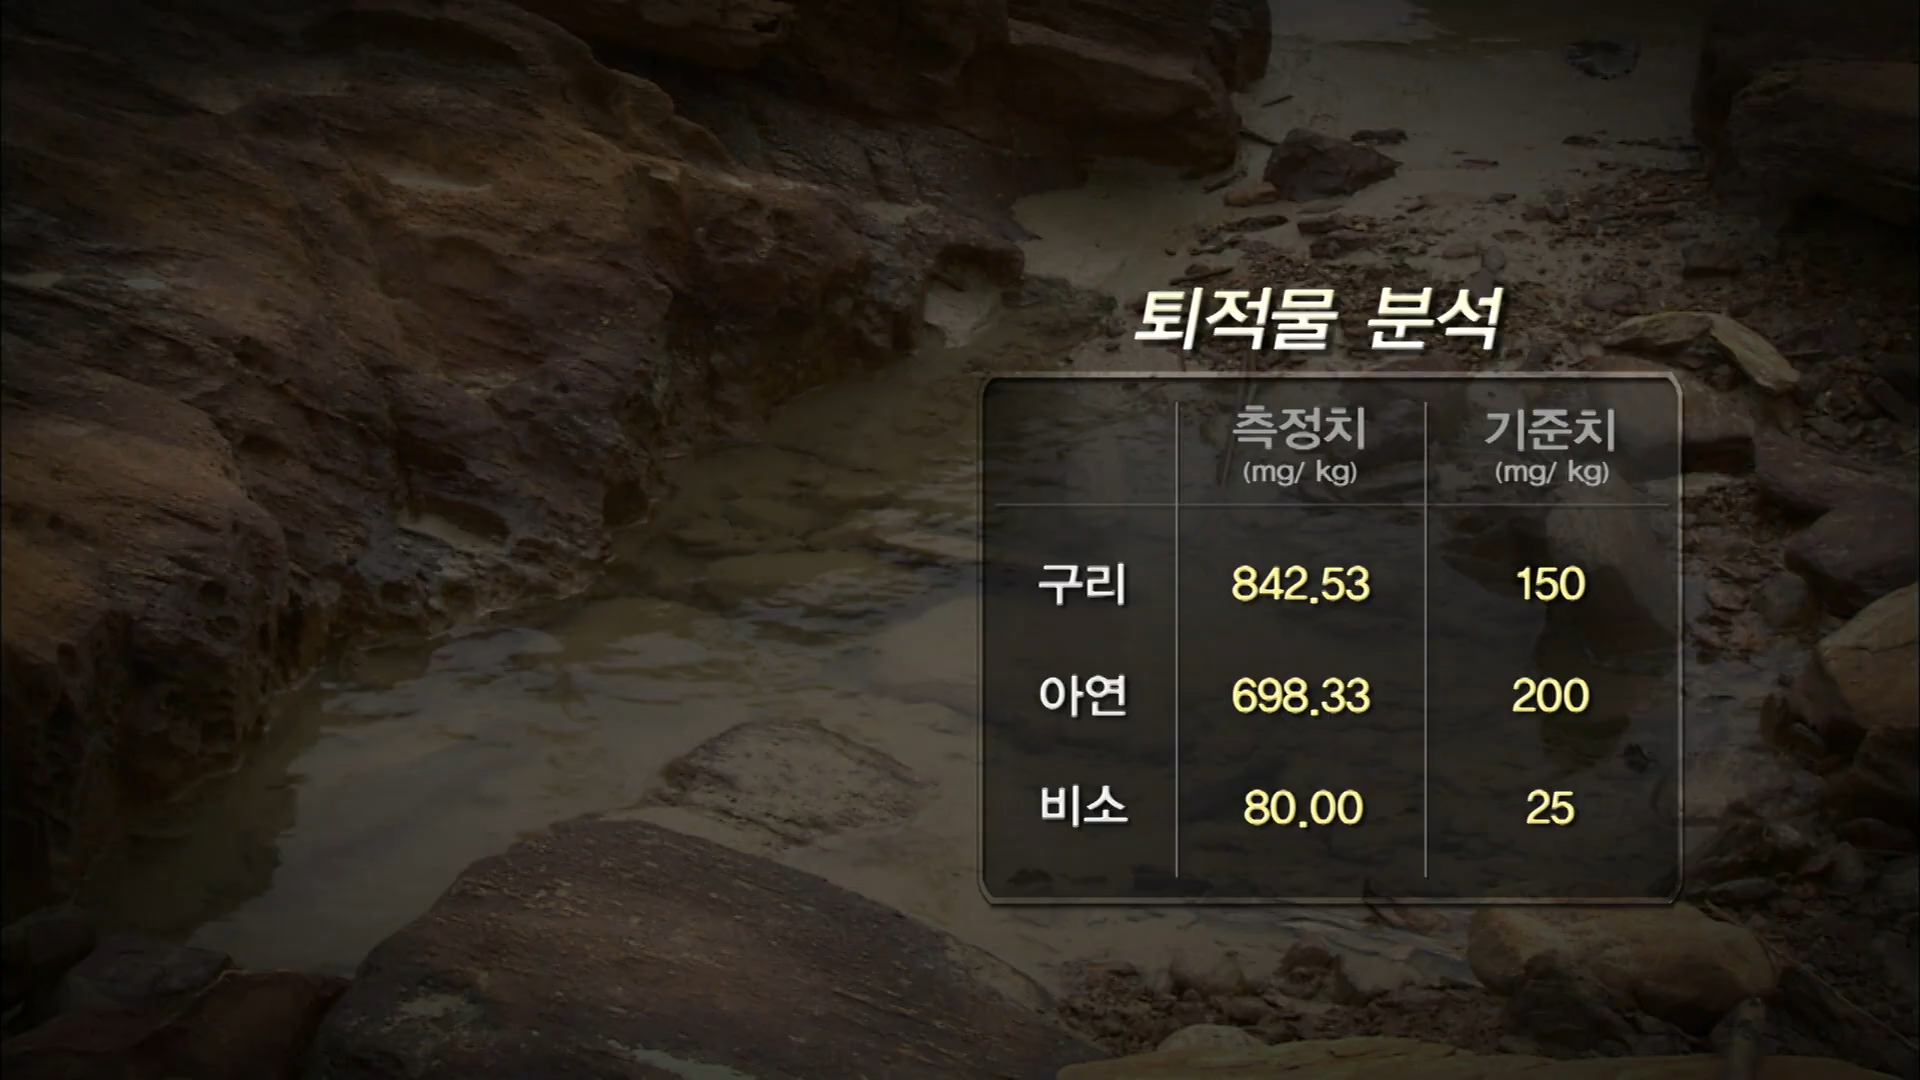 퇴적물 분석
측정치 기준치
(mg/ kg) (mg/ kg)
구리 842.53 150
아연 698.33 200
비소 80.00 25